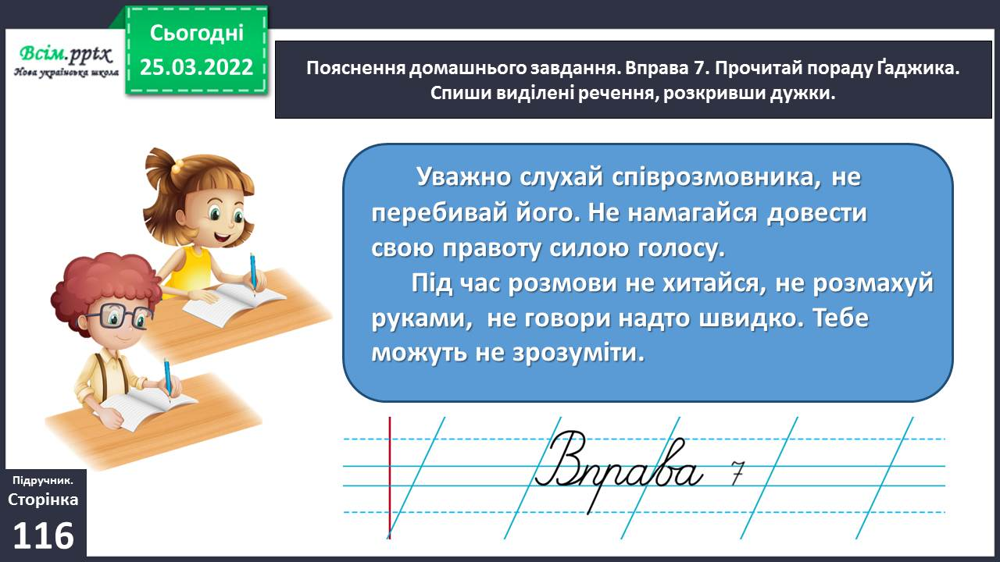 Всім.pptx
Нова українська школа
Сьогодні
25.03.2022
Пояснення домашнього завдання. Вправа 7. Прочитай пораду Ґаджика.
Спиши виділені речення, розкривши дужки.
Уважно слухай співрозмовника, не
перебивай його. Не намагайся довести
свою правоту силою голосу.
Під час розмови не хитайся, не розмахуй
руками, не говори надто швидко. Тебе
можуть не зрозуміти.
Вправа 7
Підручник.
Сторінка
116